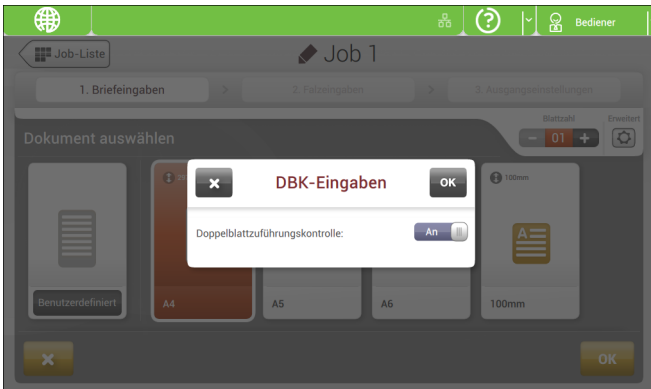 Bediener
Job-Liste
Job 1
1. Briefeingaben
>
2. Falzeingaben
>
3. Ausgangseinstellungen
Dokument auswählen
Blattzahl
Erweitert
01
DBK-Eingaben
OK
Doppelblattzuführungskontrolle:
An
100mm
Benutzerdefiniert
A4
A5
A6
100mm
OK